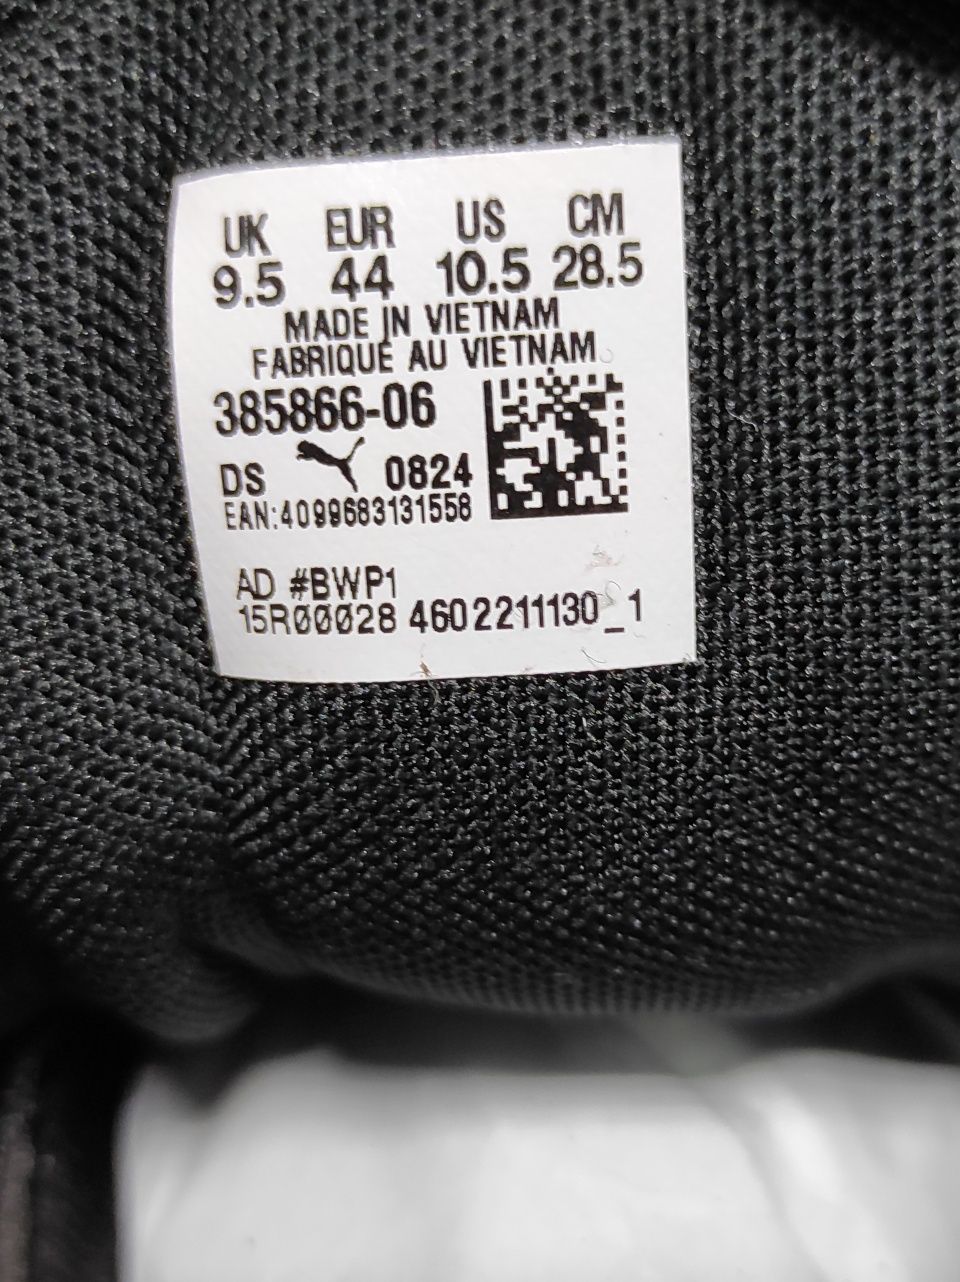 UK EUR US CM
9.5 44 10.5 28.5
MADE IN VIETNAM
FABRIQUE AU VIETNAM
385866-06
DS 0824
EAN:4099683131558
AD #BWP1
15R00028 4602211130_1